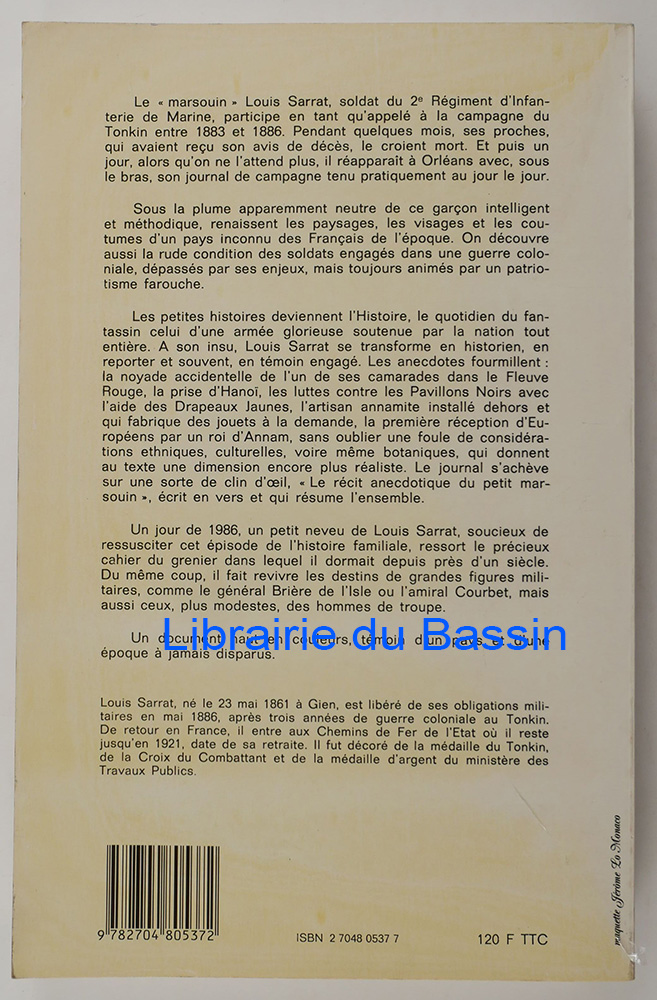 Le « marsouin » Louis Sarrat, soldat du 2e Régiment d'Infan-
terie de Marine, participe en tant qu'appelé à la campagne du
Tonkin entre 1883 et 1886. Pendant quelques mois, ses proches,
qui avaient reçu son avis de décès, le croient mort. Et puis un
jour, alors qu'on ne l'attend plus, il réapparaît à Orléans avec, sous
le bras, son journal de campagne tenu pratiquement au jour le jour.
Sous la plume apparemment neutre de ce garçon intelligent
et méthodique, renaissent les paysages, les visages et les cou-
tumes d'un pays inconnu des Français de l'époque. On découvre
aussi la rude condition des soldats engagés dans une guerre colo-
niale, dépassés par ses enjeux, mais toujours animés par un patrio-
tisme farouche.
Les petites histoires deviennent l'Histoire, le quotidien du fan-
tassin celui d'une armée glorieuse soutenue par la nation tout
entière. A son insu, Louis Sarrat se transforme en historien, en
reporter et souvent, en témoin engagé. Les anecdotes fourmillent :
la noyade accidentelle de l'un de ses camarades dans le Fleuve
Rouge, la prise d'Hanoï, les luttes contre les Pavillons Noirs avec
l'aide des Drapeaux Jaunes, l'artisan annamite installé dehors et
qui fabrique des jouets à la demande, la première réception d'Eu-
ropéens par un roi d'Annam, sans oublier une foule de considéra-
tions ethniques, culturelles, voire même botaniques, qui donnent
au texte une dimension encore plus réaliste. Le journal s'achève
sur une sorte de clin d'œil, « Le récit anecdotique du petit mar-
souin », écrit en vers et qui résume l'ensemble.
Un jour de 1986, un petit neveu de Louis Sarrat, soucieux de
ressusciter cet épisode de l'histoire familiale, ressort le précieux
cahier du grenier dans lequel il dormait depuis près d'un siècle.
Du même coup, il fait revivre les destins de grandes figures mili-
taires, comme le général Brière de l'Isle ou l'amiral Courbet, mais
aussi ceux, plus modestes, des hommes de troupe.
Un document haut en couleurs, témoin d'un pays et d'une
époque à jamais disparus.
Librairie du Bassin
Louis Sarrat, né le 23 mai 1861 à Gien, est libéré de ses obligations mili-
taires en mai 1886, après trois années de guerre coloniale au Tonkin.
De retour en France, il entre aux Chemins de Fer de l'Etat où il reste
jusqu'en 1921, date de sa retraite. Il fut décoré de la médaille du Tonkin,
de la Croix du Combattant et de la médaille d'argent du ministère des
Travaux Publics.
9 782704 805372
ISBN 2 7048 0537 7
120 F TTC
maquette Jérôme Lo Monaco